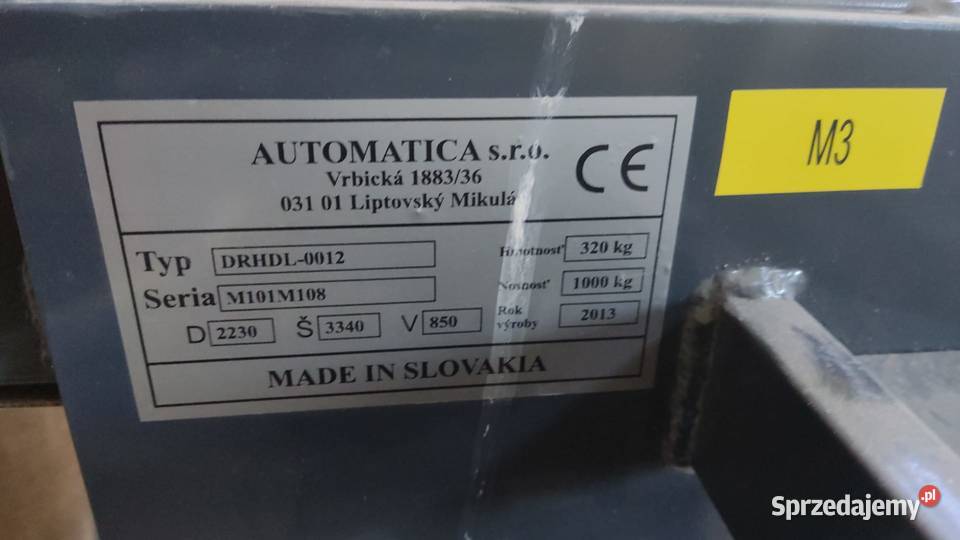 AUTOMATICA s.r.o.
Vrbická 1883/36
031 01 Liptovský Mikulá
CE
M3
Typ DRHDL-0012
Hmotnosť 320 kg
Seria M101M108
Nosnosť 1000 kg
D 2230 Š 3340 V 850
Rok výroby 2013
MADE IN SLOVAKIA
Sprzedajemy.pl